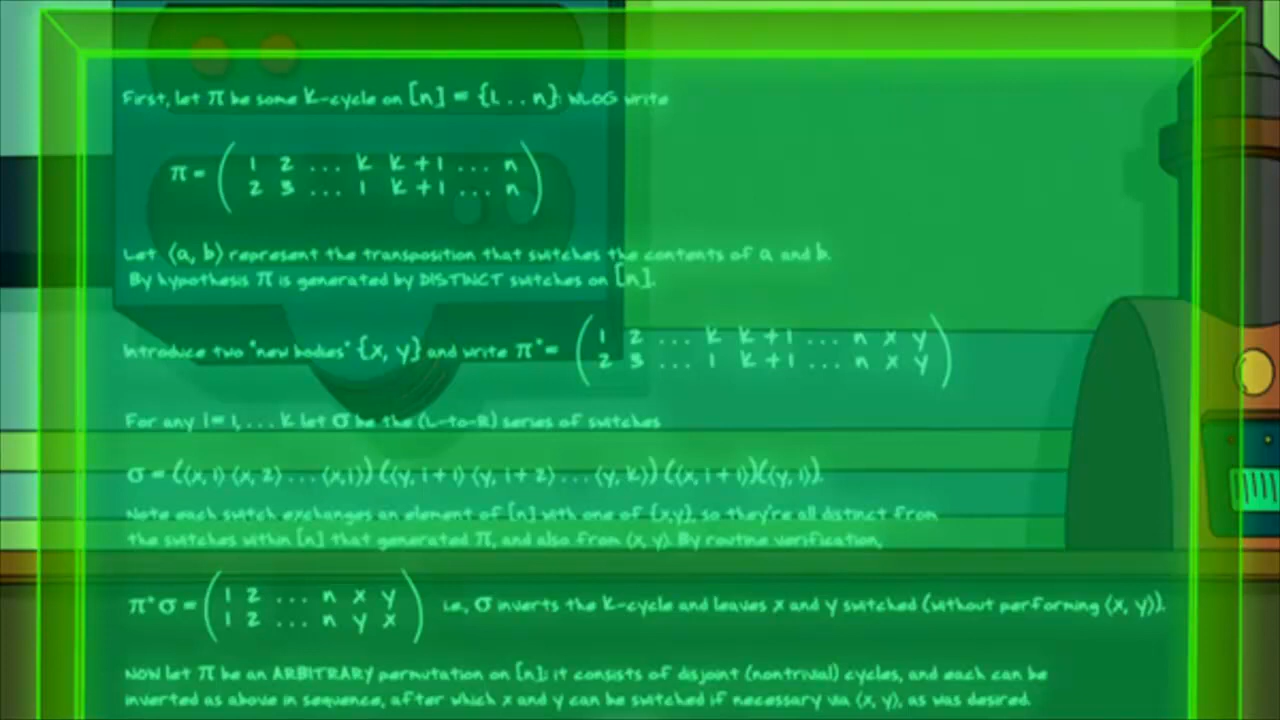 First, let π be some k-cycle on [n] = {1 . . n}: WLOG write
π = ( 1 2 ... k k+1 ... n
2 3 ... 1 k+1 ... n )
Let ⟨a, b⟩ represent the transposition that switches the contents of a and b.
By hypothesis π is generated by DISTINCT switches on [n].
Introduce two "new bodies" {x, y} and write π* = ( 1 2 ... k k+1 ... n x y
2 3 ... 1 k+1 ... n x y )
For any i=1, ... k let σ be the (L-to-R) series of switches
σ = (⟨x, 1⟩ ⟨x, 2⟩ ... ⟨x, i⟩) (⟨y, i+1⟩ ⟨y, i+2⟩ ... ⟨y, k⟩) (⟨x, i+1⟩)(⟨y, 1⟩).
Note each switch exchanges an element of [n] with one of {x,y}, so they're all distinct from
the switches within [n] that generated π, and also from ⟨x, y⟩. By routine verification,
π* σ = ( 1 2 ... n x y
1 2 ... n y x ) i.e., σ inverts the k-cycle and leaves x and y switched (without performing ⟨x, y⟩).
NOW let π be an ARBITRARY permutation on [n]; it consists of disjoint (nontrivial) cycles, and each can be
inverted as above in sequence, after which x and y can be switched if necessary via ⟨x, y⟩, as was desired.